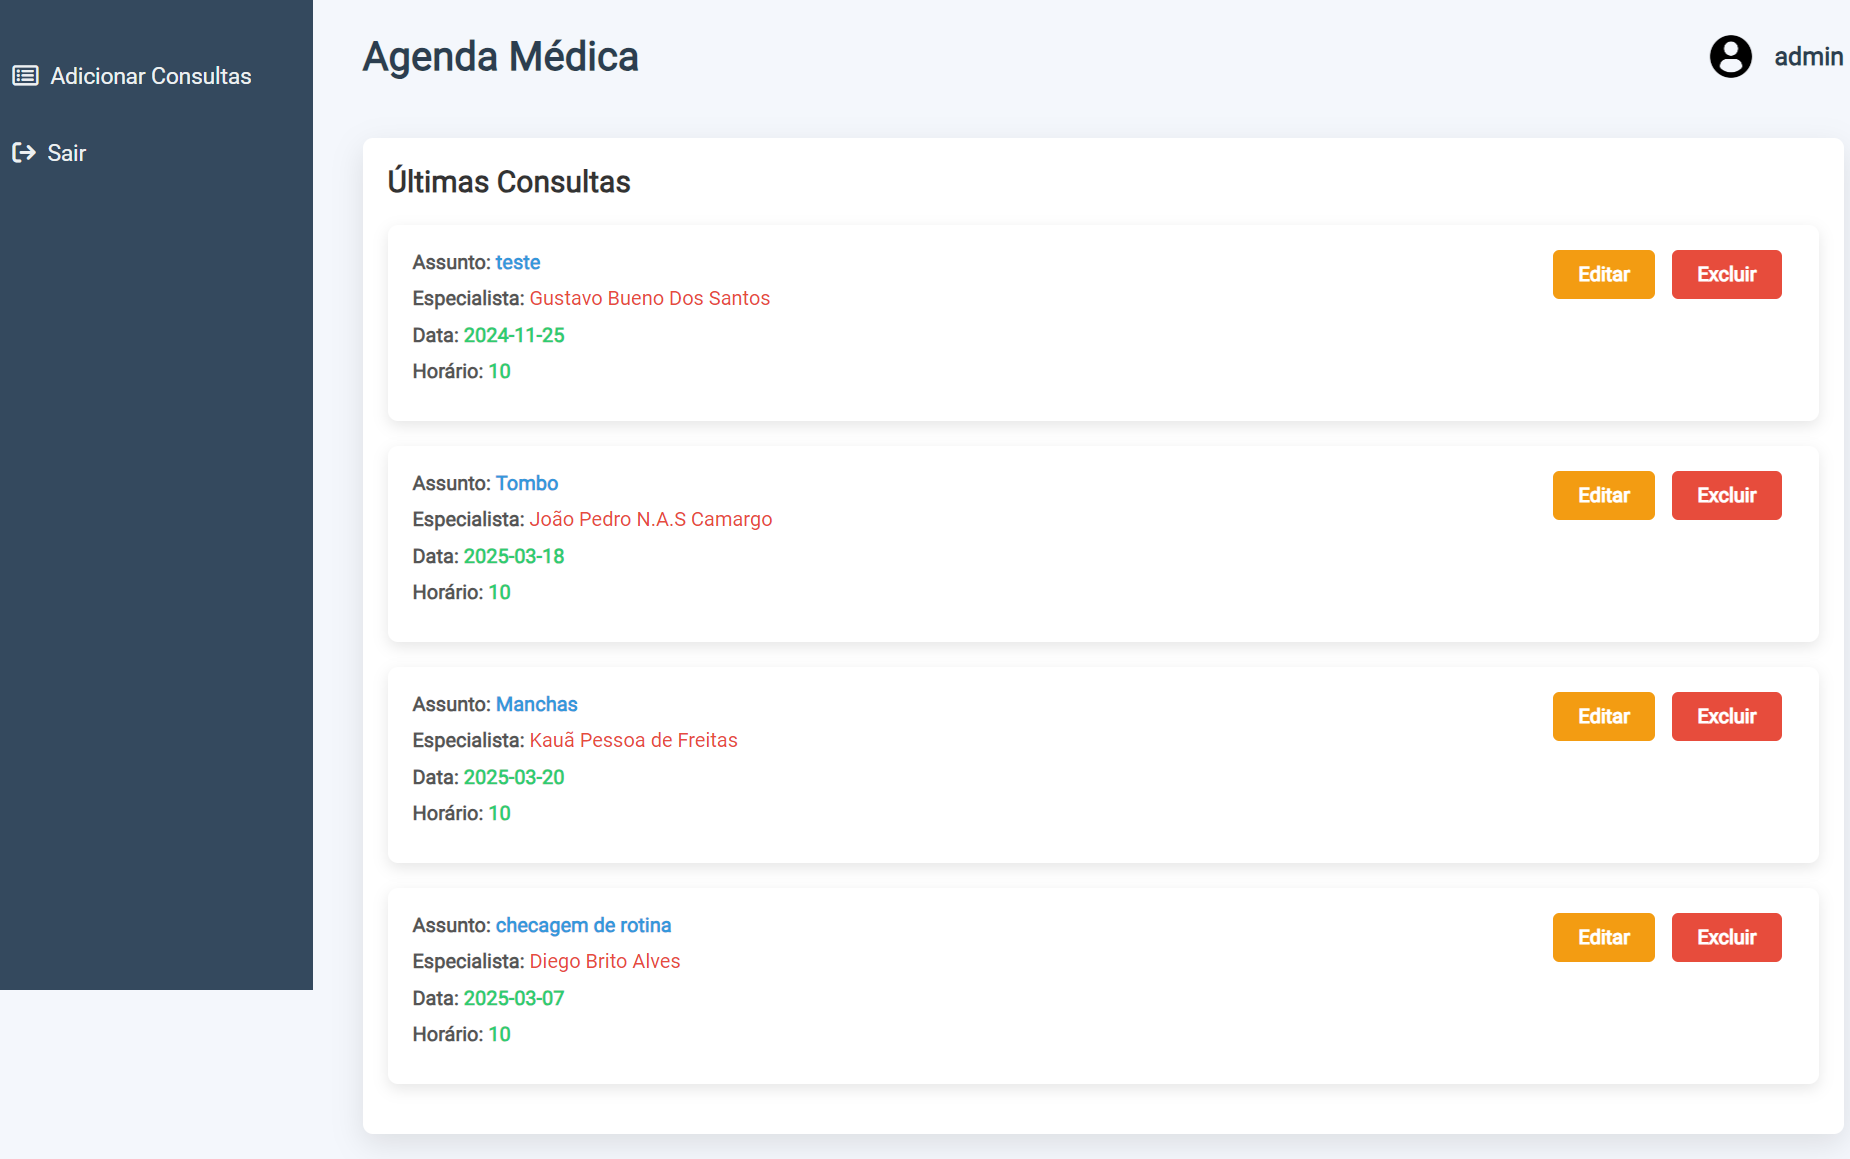 Adicionar Consultas
Sair
Agenda Médica
admin
Últimas Consultas
Assunto: teste
Especialista: Gustavo Bueno Dos Santos
Data: 2024-11-25
Horário: 10
Editar
Excluir
Assunto: Tombo
Especialista: João Pedro N.A.S Camargo
Data: 2025-03-18
Horário: 10
Editar
Excluir
Assunto: Manchas
Especialista: Kauã Pessoa de Freitas
Data: 2025-03-20
Horário: 10
Editar
Excluir
Assunto: checagem de rotina
Especialista: Diego Brito Alves
Data: 2025-03-07
Horário: 10
Editar
Excluir